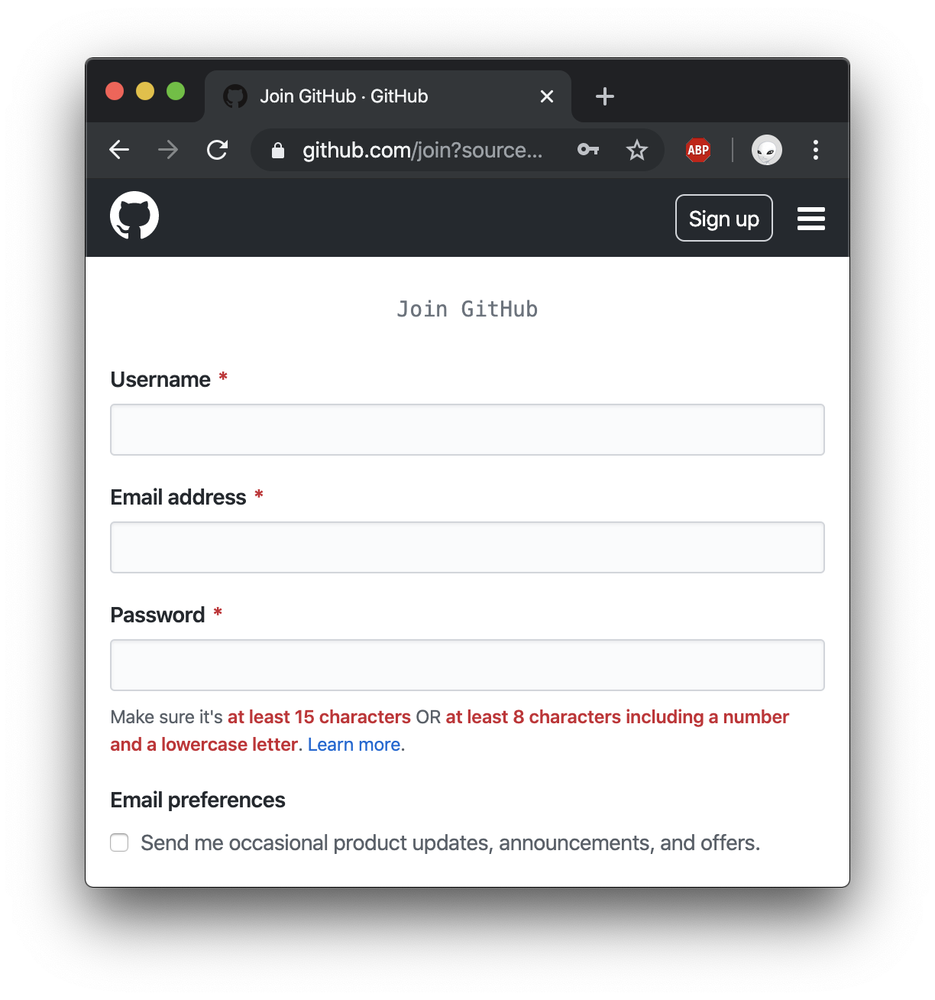 Join GitHub · GitHub
github.com/join?source...
ABP
Sign up
Join GitHub
Username *
Email address *
Password *
Make sure it's at least 15 characters OR at least 8 characters including a number
and a lowercase letter. Learn more.
Email preferences
Send me occasional product updates, announcements, and offers.